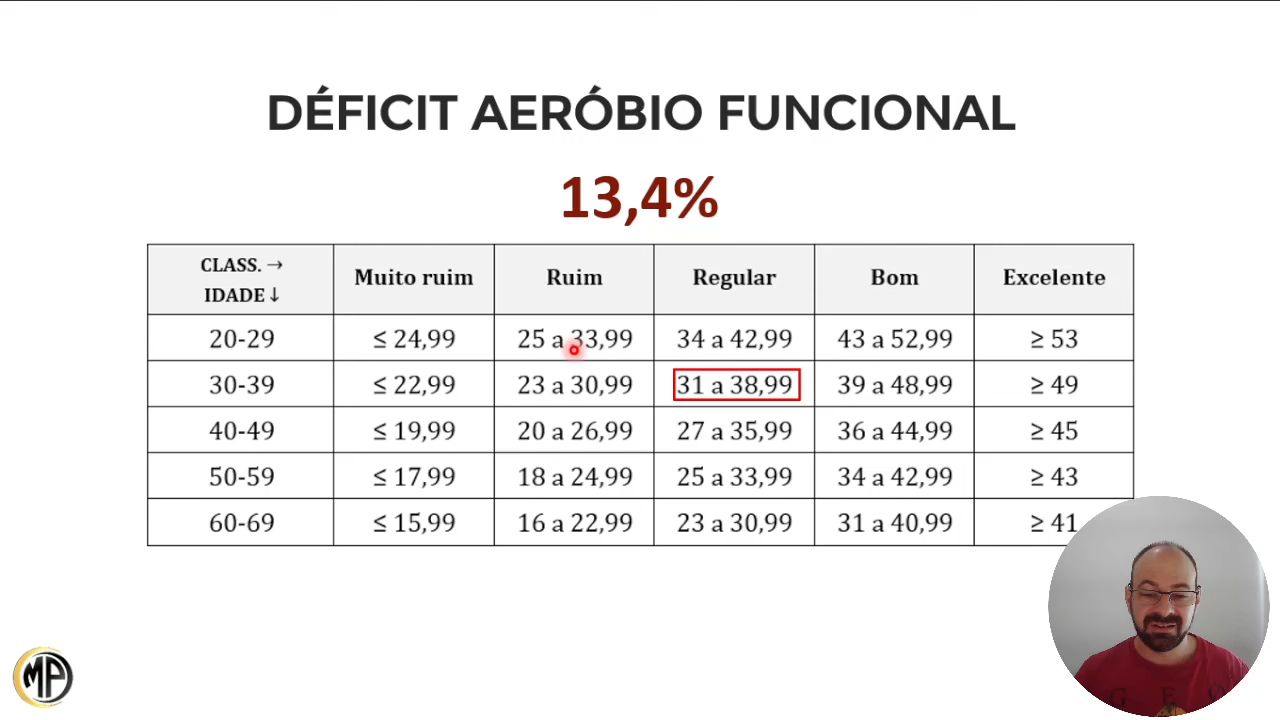 DÉFICIT AERÓBIO FUNCIONAL
13,4%
CLASS. → Muito ruim Ruim Regular Bom Excelente
IDADE ↓
20-29 ≤ 24,99 25 a 33,99 34 a 42,99 43 a 52,99 ≥ 53
30-39 ≤ 22,99 23 a 30,99 31 a 38,99 39 a 48,99 ≥ 49
40-49 ≤ 19,99 20 a 26,99 27 a 35,99 36 a 44,99 ≥ 45
50-59 ≤ 17,99 18 a 24,99 25 a 33,99 34 a 42,99 ≥ 43
60-69 ≤ 15,99 16 a 22,99 23 a 30,99 31 a 40,99 ≥ 41
MP